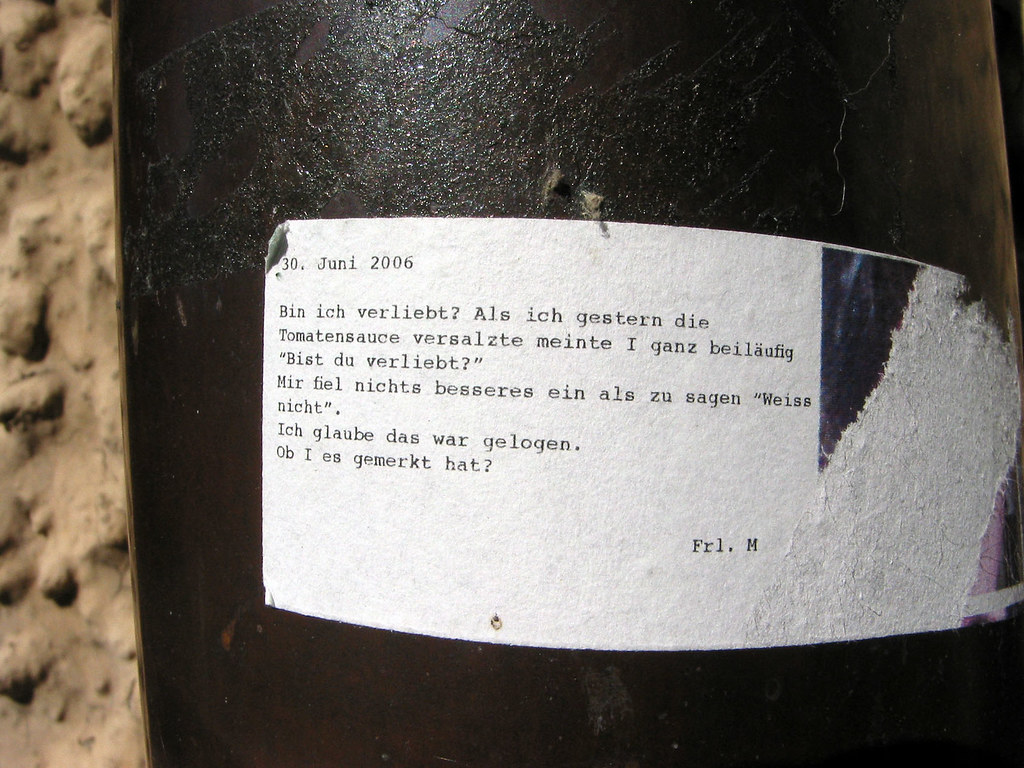 30. Juni 2006
Bin ich verliebt? Als ich gestern die
Tomatensauce versalzte meinte I ganz beiläufig
“Bist du verliebt?”
Mir fiel nichts besseres ein als zu sagen “Weiss
nicht”.
Ich glaube das war gelogen.
Ob I es gemerkt hat?
Frl. M